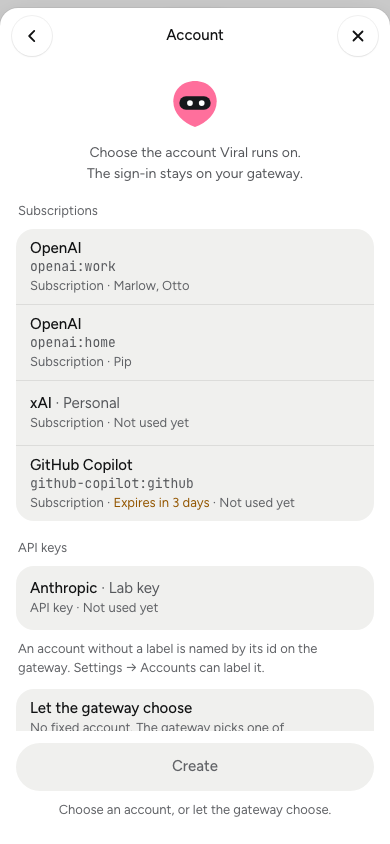 Account
Choose the account Viral runs on.
The sign-in stays on your gateway.
Subscriptions
OpenAI
openai:work
Subscription · Marlow, Otto
OpenAI
openai:home
Subscription · Pip
xAI · Personal
Subscription · Not used yet
GitHub Copilot
github-copilot:github
Subscription · Expires in 3 days · Not used yet
API keys
Anthropic · Lab key
API key · Not used yet
An account without a label is named by its id on the
gateway. Settings → Accounts can label it.
Let the gateway choose
No fixed account. The gateway picks one of
Create
Choose an account, or let the gateway choose.